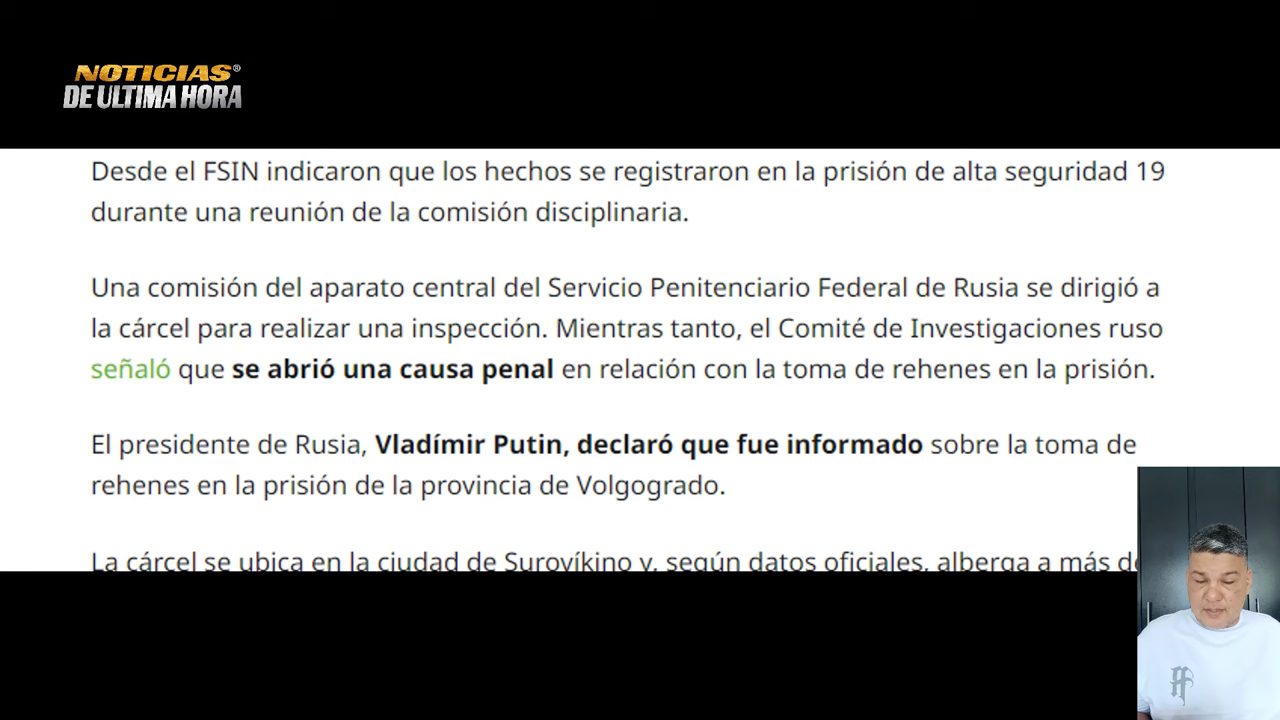 NOTICIAS®
DE ULTIMA HORA
Desde el FSIN indicaron que los hechos se registraron en la prisión de alta seguridad 19
durante una reunión de la comisión disciplinaria.
Una comisión del aparato central del Servicio Penitenciario Federal de Rusia se dirigió a
la cárcel para realizar una inspección. Mientras tanto, el Comité de Investigaciones ruso
señaló que se abrió una causa penal en relación con la toma de rehenes en la prisión.
El presidente de Rusia, Vladímir Putin, declaró que fue informado sobre la toma de
rehenes en la prisión de la provincia de Volgogrado.
La cárcel se ubica en la ciudad de Surovíkino y, según datos oficiales, alberga a más de